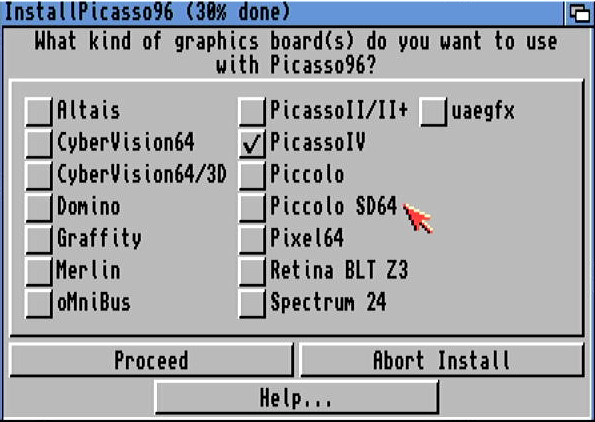 InstallPicasso96 (30% done)
What kind of graphics board(s) do you want to use
with Picasso96?
Altais
CyberVision64
CyberVision64/3D
Domino
Graffity
Merlin
oMniBus
PicassoII/II+
PicassoIV
Piccolo
Piccolo SD64
Pixel64
Retina BLT Z3
Spectrum 24
uaegfx
Proceed
Abort Install
Help...